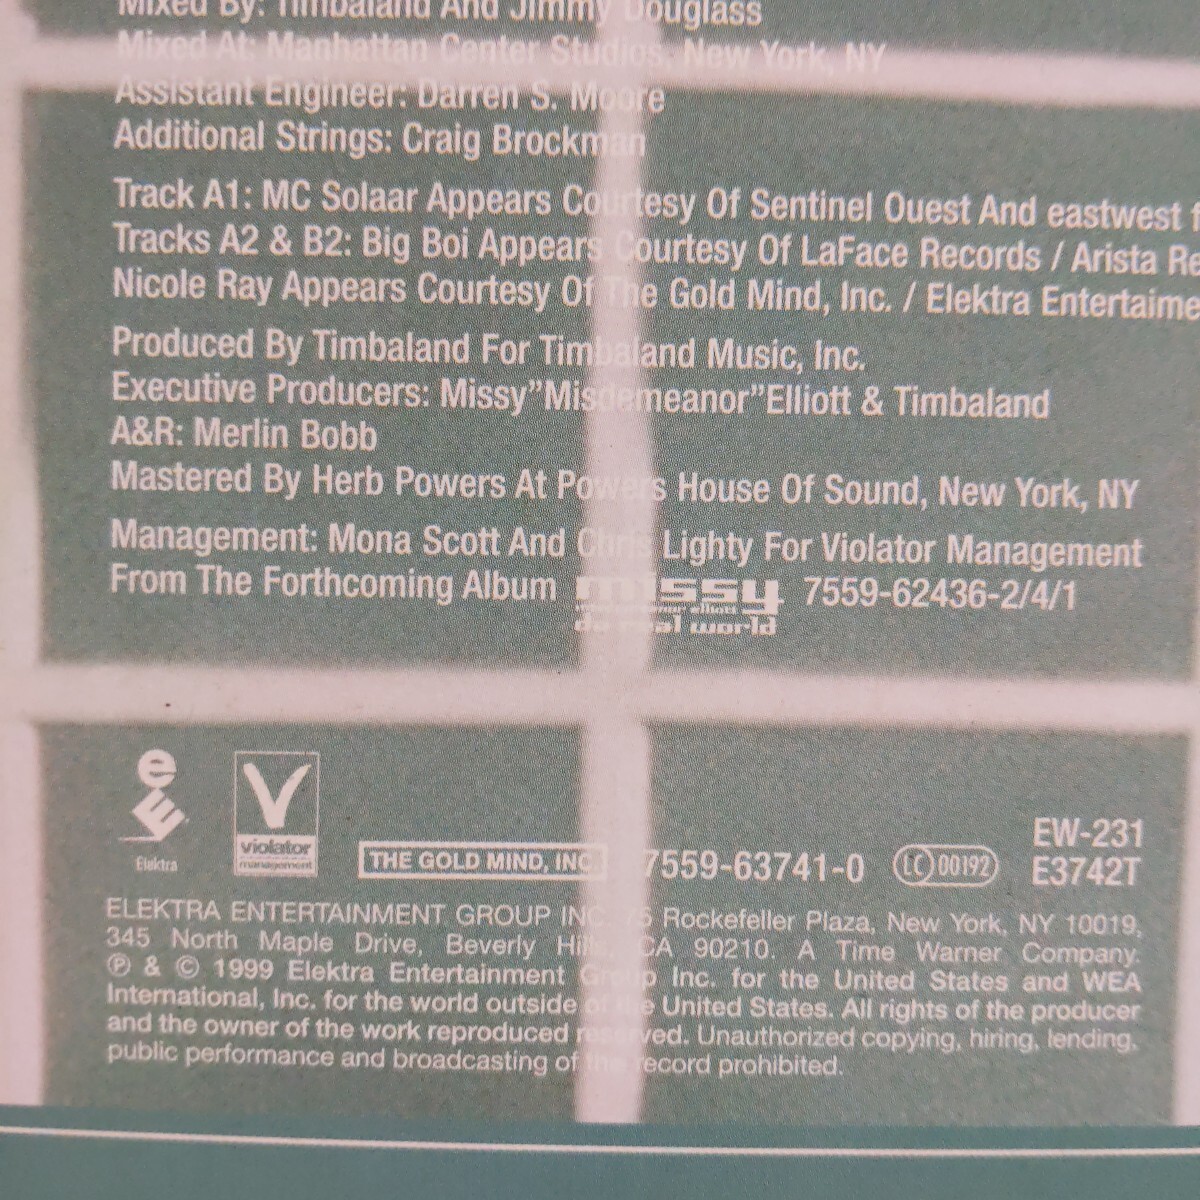 Mixed By: Timbaland And Jimmy Douglass
Mixed At: Manhattan Center Studios, New York, NY
Assistant Engineer: Darren S. Moore
Additional Strings: Craig Brockman
Track A1: MC Solaar Appears Courtesy Of Sentinel Ouest And eastwest
Tracks A2 & B2: Big Boi Appears Courtesy Of LaFace Records / Arista Re
Nicole Ray Appears Courtesy Of The Gold Mind, Inc. / Elektra Entertaime
Produced By Timbaland For Timbaland Music, Inc.
Executive Producers: Missy”Misdemeanor”Elliott & Timbaland
A&R: Merlin Bobb
Mastered By Herb Powers At Powers House Of Sound, New York, NY
Management: Mona Scott And Chris Lighty For Violator Management
From The Forthcoming Album missy 7559-62436-2/4/1
elliott
da real world
e E
Elektra
V
violator
management
THE GOLD MIND, INC
7559-63741-0
LC 00192
EW-231
E3742T
ELEKTRA ENTERTAINMENT GROUP INC. 75 Rockefeller Plaza, New York, NY 10019,
345 North Maple Drive, Beverly Hills, CA 90210. A Time Warner Company.
℗ & © 1999 Elektra Entertainment Group Inc. for the United States and WEA
International, Inc. for the world outside of the United States. All rights of the producer
and the owner of the work reproduced reserved. Unauthorized copying, hiring, lending,
public performance and broadcasting of the record prohibited.